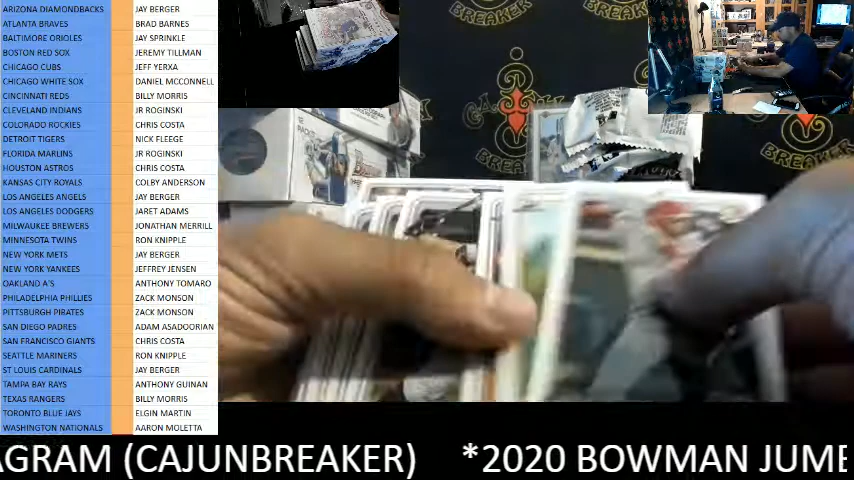 ARIZONA DIAMONDBACKS JAY BERGER
ATLANTA BRAVES BRAD BARNES
BALTIMORE ORIOLES JAY SPRINKLE
BOSTON RED SOX JEREMY TILLMAN
CHICAGO CUBS JEFF YERXA
CHICAGO WHITE SOX DANIEL MCCONNELL
CINCINNATI REDS BILLY MORRIS
CLEVELAND INDIANS JR ROGINSKI
COLORADO ROCKIES CHRIS COSTA
DETROIT TIGERS NICK FLEEGE
FLORIDA MARLINS JR ROGINSKI
HOUSTON ASTROS CHRIS COSTA
KANSAS CITY ROYALS COLBY ANDERSON
LOS ANGELES ANGELS JAY BERGER
LOS ANGELES DODGERS JARET ADAMS
MILWAUKEE BREWERS JONATHAN MERRILL
MINNESOTA TWINS RON KNIPPLE
NEW YORK METS JAY BERGER
NEW YORK YANKEES JEFFREY JENSEN
OAKLAND A'S ANTHONY TOMARO
PHILADELPHIA PHILLIES ZACK MONSON
PITTSBURGH PIRATES ZACK MONSON
SAN DIEGO PADRES ADAM ASADOORIAN
SAN FRANCISCO GIANTS CHRIS COSTA
SEATTLE MARINERS RON KNIPPLE
ST LOUIS CARDINALS JAY BERGER
TAMPA BAY RAYS ANTHONY GUINAN
TEXAS RANGERS BILLY MORRIS
TORONTO BLUE JAYS ELGIN MARTIN
WASHINGTON NATIONALS AARON MOLETTA
BREAKER
BREAKER
BREAKER
AGRAM (CAJUNBREAKER) *2020 BOWMAN JUMB